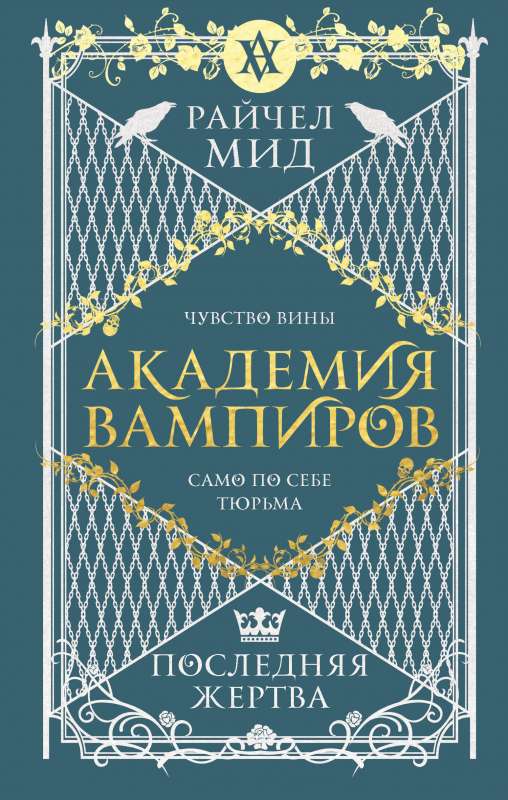 РАЙЧЕЛ
МИД
ЧУВСТВО ВИНЫ
АКАДЕМИЯ
ВАМПИРОВ
САМО ПО СЕБЕ
ТЮРЬМА
ПОСЛЕДНЯЯ
ЖЕРТВА